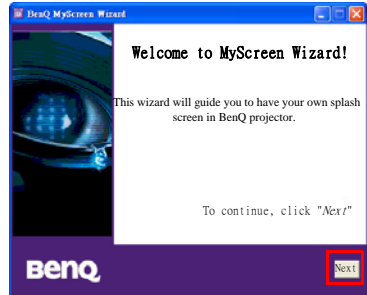 BenQ MyScreen Wizard
Welcome to MyScreen Wizard!
This wizard will guide you to have your own splash
screen in BenQ projector.
To continue, click "Next"
BenQ
Next